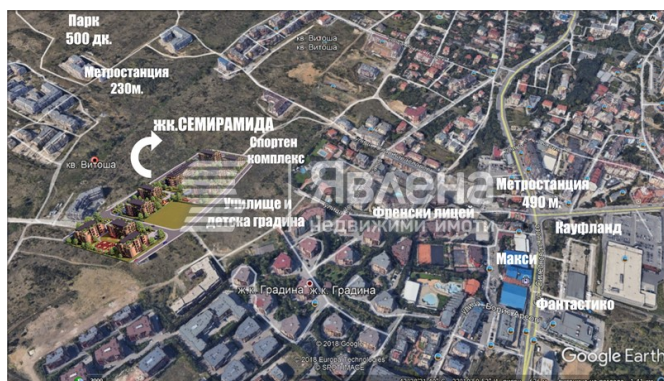 Парк
500 дк.
кв. Витоша
кв. Витоша
Метростанция
230м.
жк.СЕМИРАМИДА
Спортен
комплекс
кв. Витоша
Явлена
недвижими имоти
Метростанция
490 м.
Училище и
детска градина
Френски лицей
Кауфланд
Макси
ж.к. Градина
ж.к. Градина
Фантастико
© 2018 Google
© 2018 Europa Technologies
Google Earth